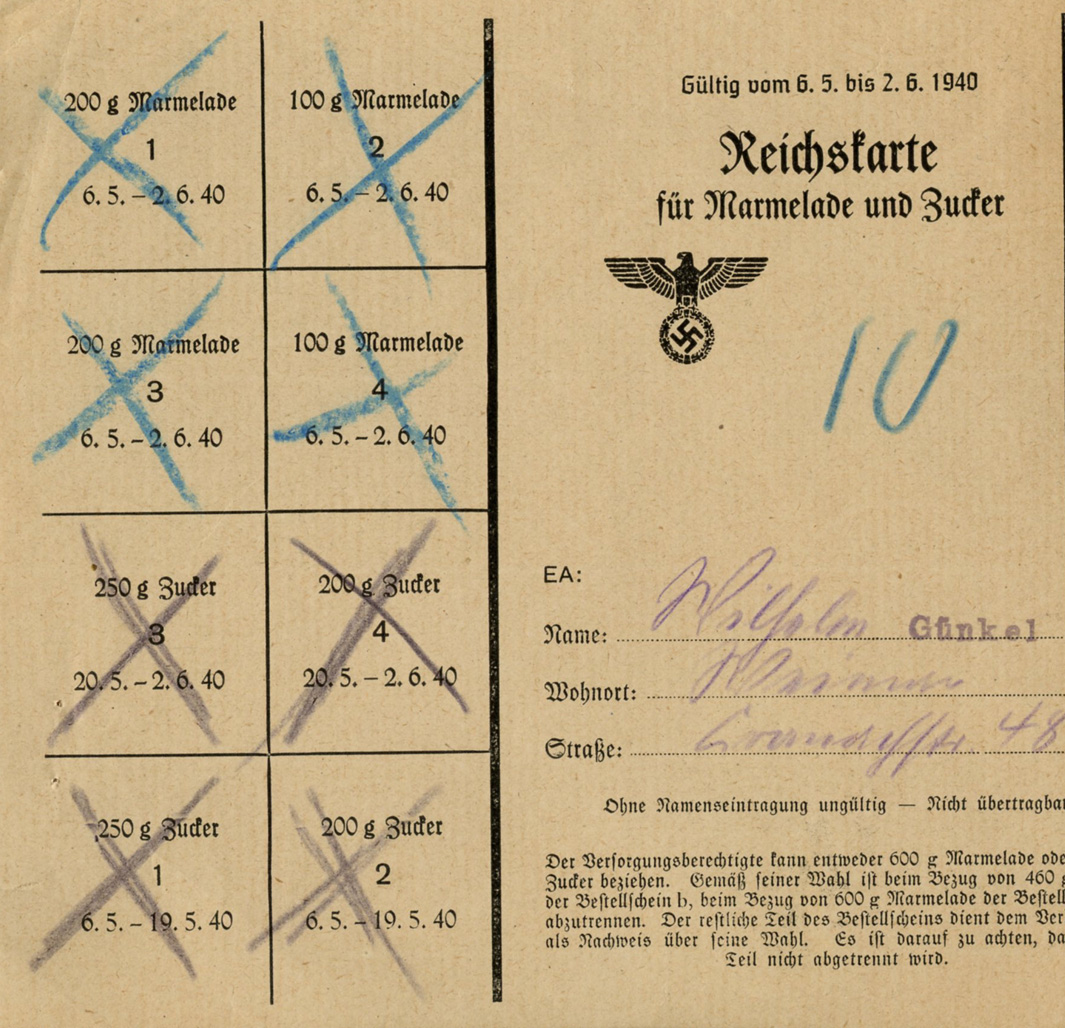 200 g Marmelade
1
6. 5. – 2. 6. 40
100 g Marmelade
2
6. 5. – 2. 6. 40
200 g Marmelade
3
6. 5. – 2. 6. 40
100 g Marmelade
4
6. 5. – 2. 6. 40
250 g Zucker
3
20. 5. – 2. 6. 40
200 g Zucker
4
20. 5. – 2. 6. 40
250 g Zucker
1
6. 5. – 19. 5. 40
200 g Zucker
2
6. 5. – 19. 5. 40
Gültig vom 6. 5. bis 2. 6. 1940
Reichskarte
für Marmelade und Zucker
10
EA:
Name: Wilhelm Günkel
Wohnort: Weimar
Straße: Cranachstr. 48
Ohne Namenseintragung ungültig — Nicht übertragbar
Der Versorgungsberechtigte kann entweder 600 g Marmelade ode
Zucker beziehen. Gemäß seiner Wahl ist beim Bezug von 460 g
der Bestellschein b, beim Bezug von 600 g Marmelade der Bestell
abzutrennen. Der restliche Teil des Bestellscheins dient dem Ver
als Nachweis über seine Wahl. Es ist darauf zu achten, da
Teil nicht abgetrennt wird.